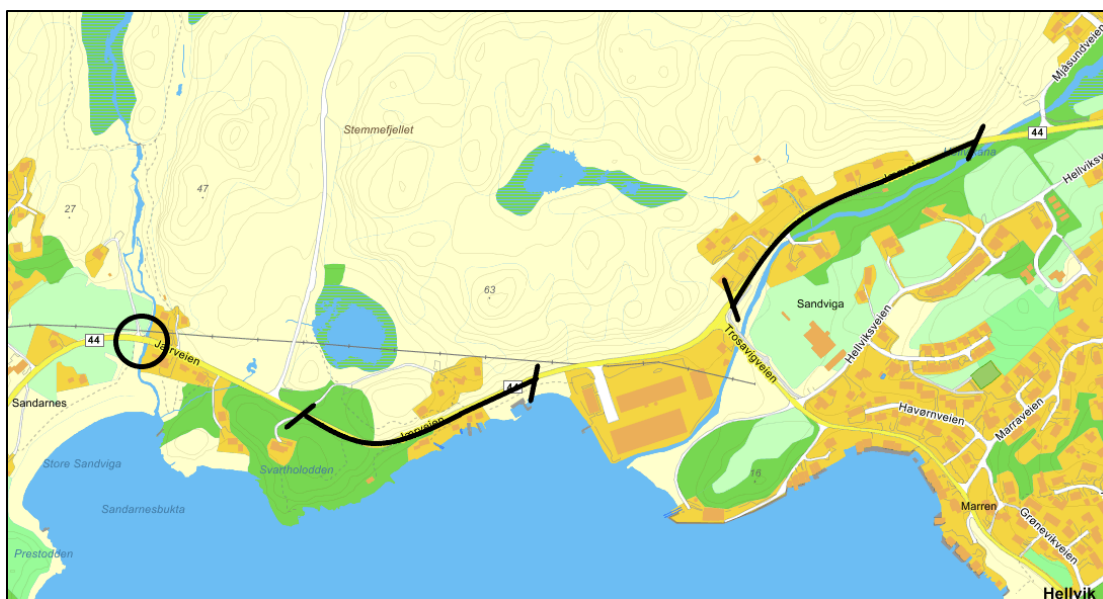 Mjåsundveien
44
Stemmefjellet
47
Hellviksv
27
63
Sandviga
44
Jærveien
Hellviksveien
Trosavigveien
Sandarnes
Havørnveien
Marraveien
Jærveien
Store Sandviga
Svartholodden
16
Sandarnesbukta
Marren
Grønevikveien
Prestodden
Hellvik